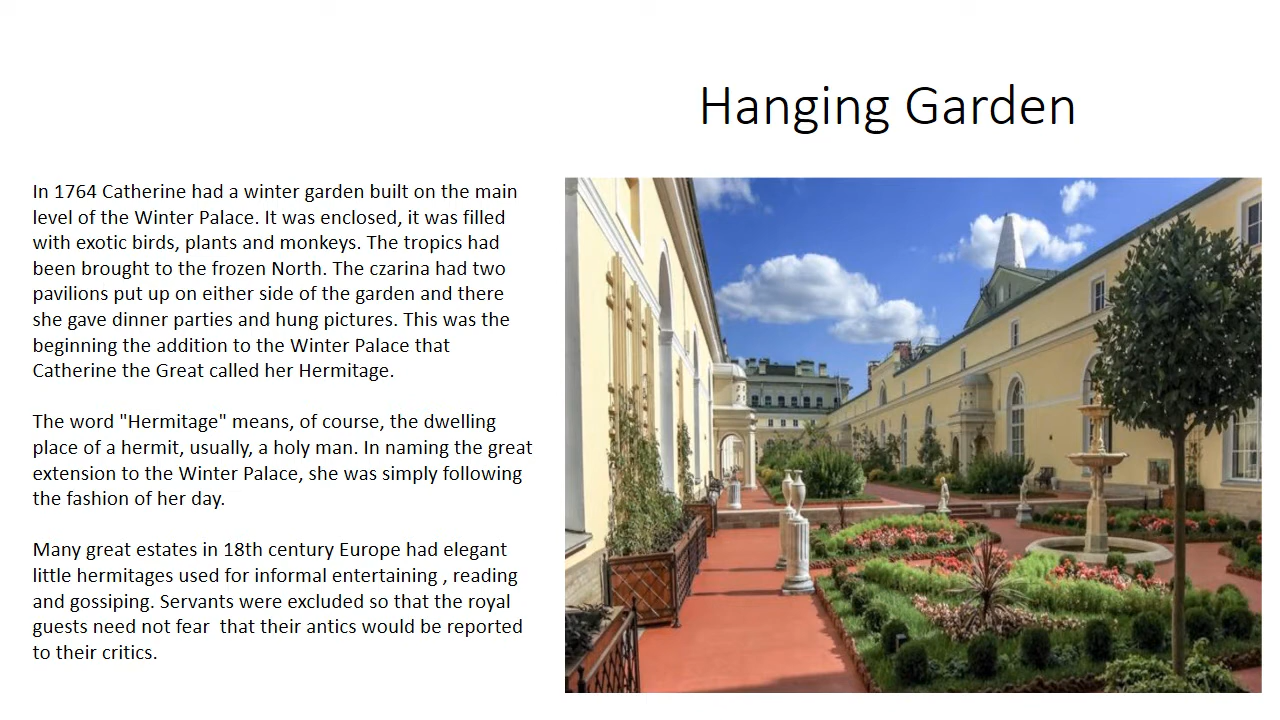 Hanging Garden
In 1764 Catherine had a winter garden built on the main
level of the Winter Palace. It was enclosed, it was filled
with exotic birds, plants and monkeys. The tropics had
been brought to the frozen North. The czarina had two
pavilions put up on either side of the garden and there
she gave dinner parties and hung pictures. This was the
beginning the addition to the Winter Palace that
Catherine the Great called her Hermitage.
The word "Hermitage" means, of course, the dwelling
place of a hermit, usually, a holy man. In naming the great
extension to the Winter Palace, she was simply following
the fashion of her day.
Many great estates in 18th century Europe had elegant
little hermitages used for informal entertaining , reading
and gossiping. Servants were excluded so that the royal
guests need not fear  that their antics would be reported
to their critics.